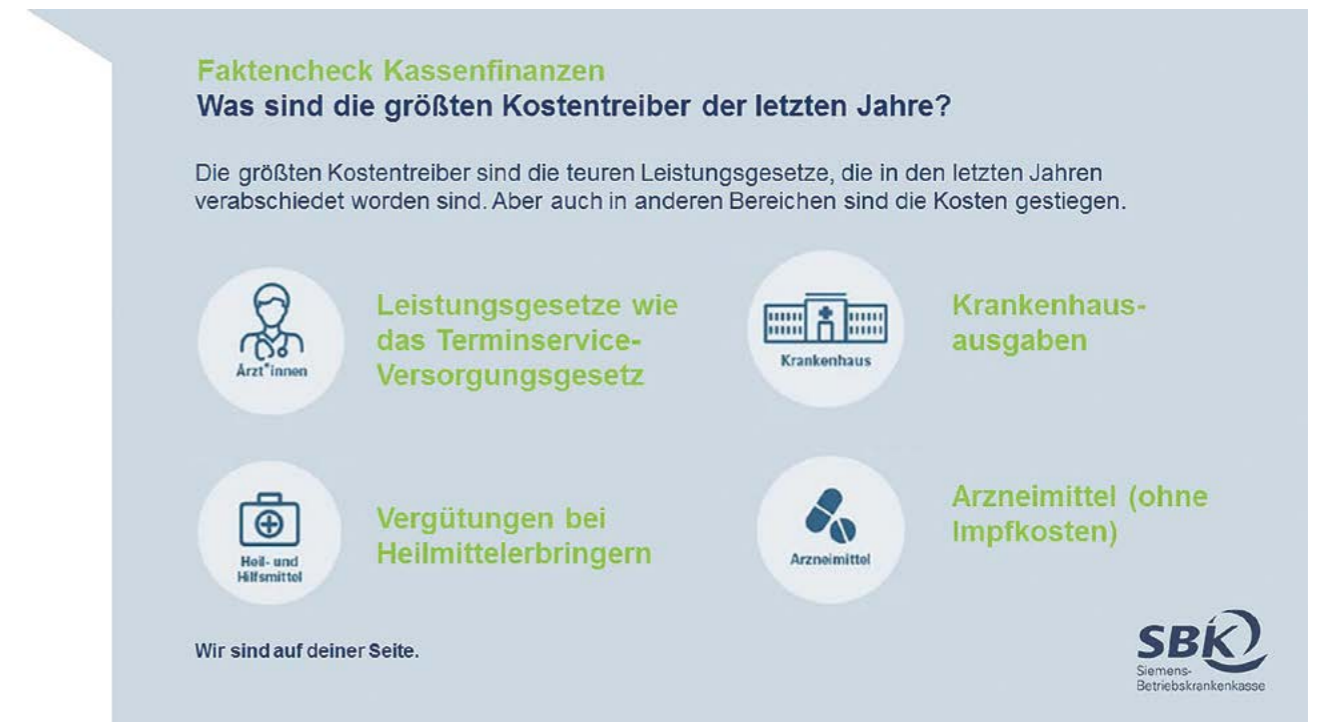 Faktencheck Kassenfinanzen
Was sind die größten Kostentreiber der letzten Jahre?
Die größten Kostentreiber sind die teuren Leistungsgesetze, die in den letzten Jahren
verabschiedet worden sind. Aber auch in anderen Bereichen sind die Kosten gestiegen.
Ärzt*innen
Leistungsgesetze wie
das Terminservice-
Versorgungsgesetz
Krankenhaus
Krankenhaus-
ausgaben
Heil- und
Hilfsmittel
Vergütungen bei
Heilmittelerbringern
Arzneimittel
Arzneimittel (ohne
Impfkosten)
Wir sind auf deiner Seite.
SBK
Siemens-
Betriebskrankenkasse